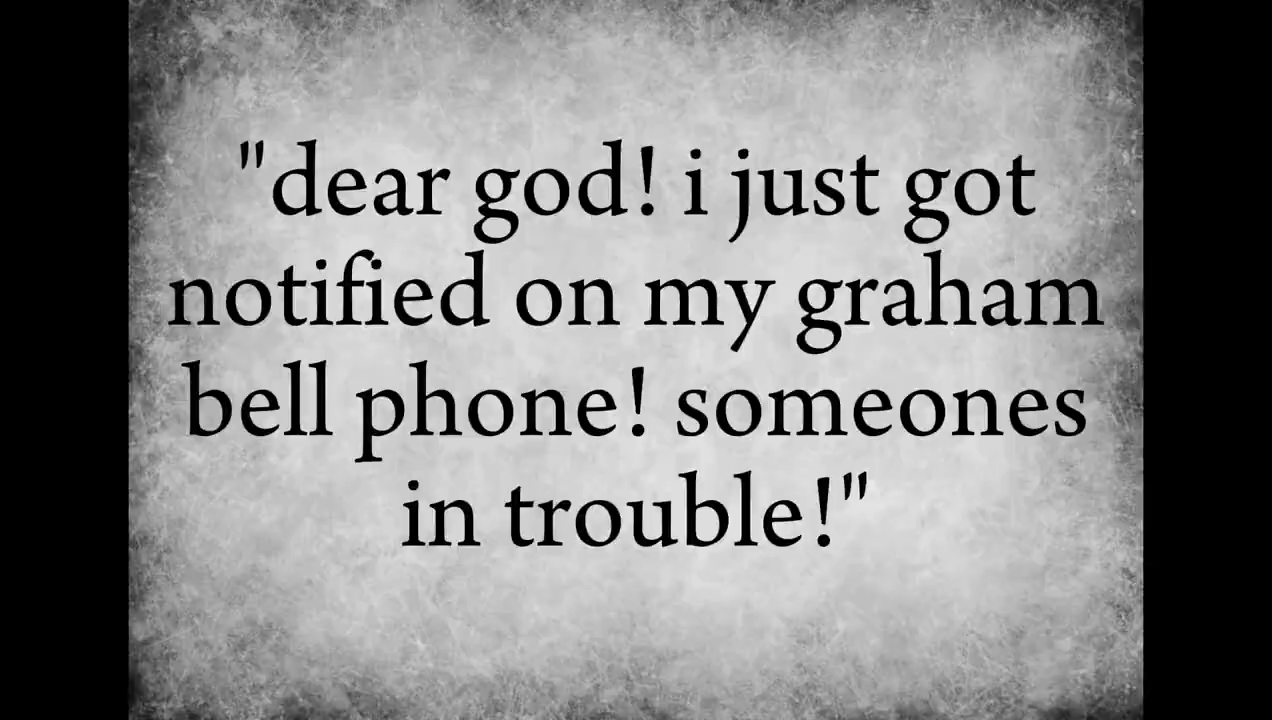 "dear god! i just got
notified on my graham
bell phone! someones
in trouble!"